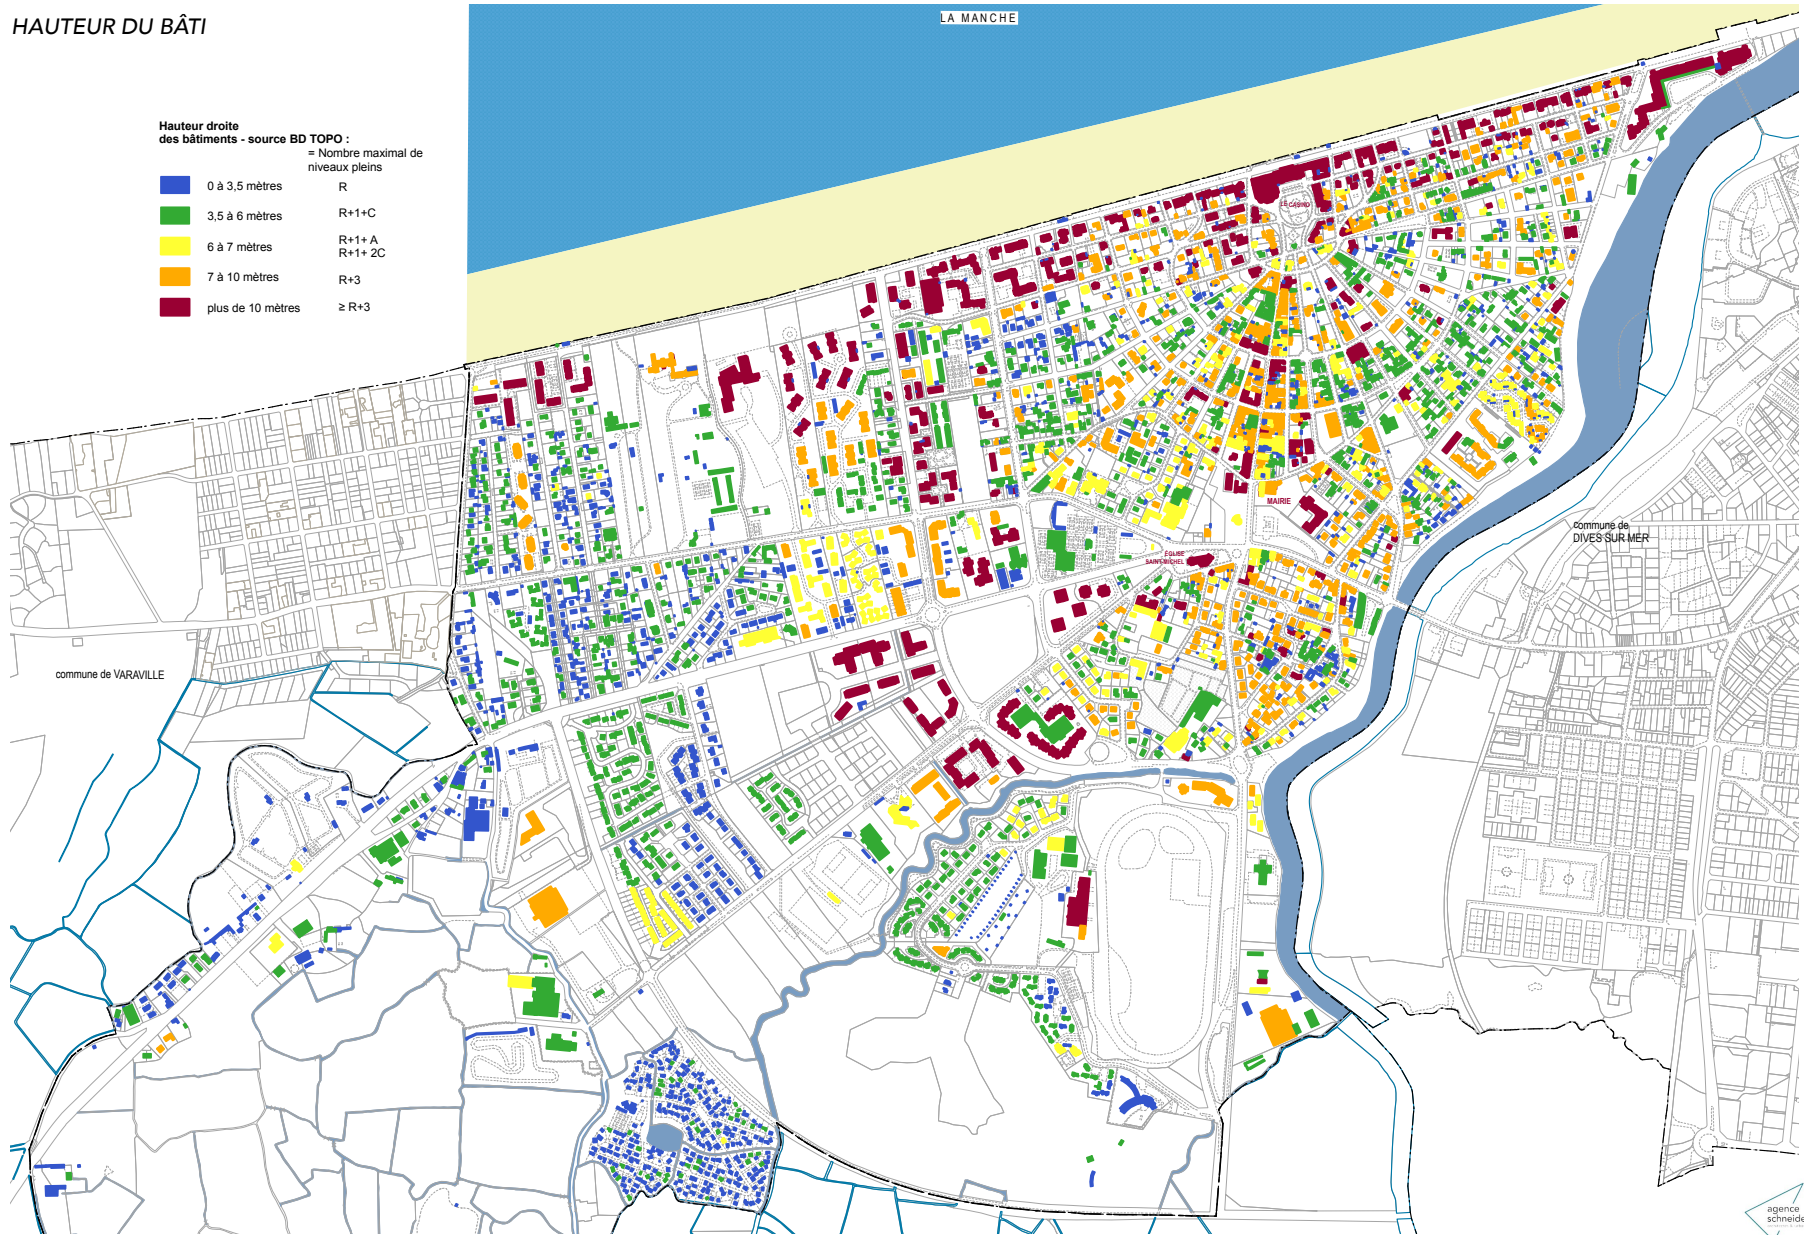 HAUTEUR DU BÂTI
LA MANCHE
Hauteur droite
des bâtiments - source BD TOPO :
= Nombre maximal de
niveaux pleins
0 à 3,5 mètres R
3,5 à 6 mètres R+1+C
6 à 7 mètres R+1+ A
R+1+ 2C
7 à 10 mètres R+3
plus de 10 mètres ≥ R+3
LE CASINO
MAIRIE
commune de
DIVES SUR MER
EGLISE
SAINT-MICHEL
commune de VARAVILLE
agence
schneide